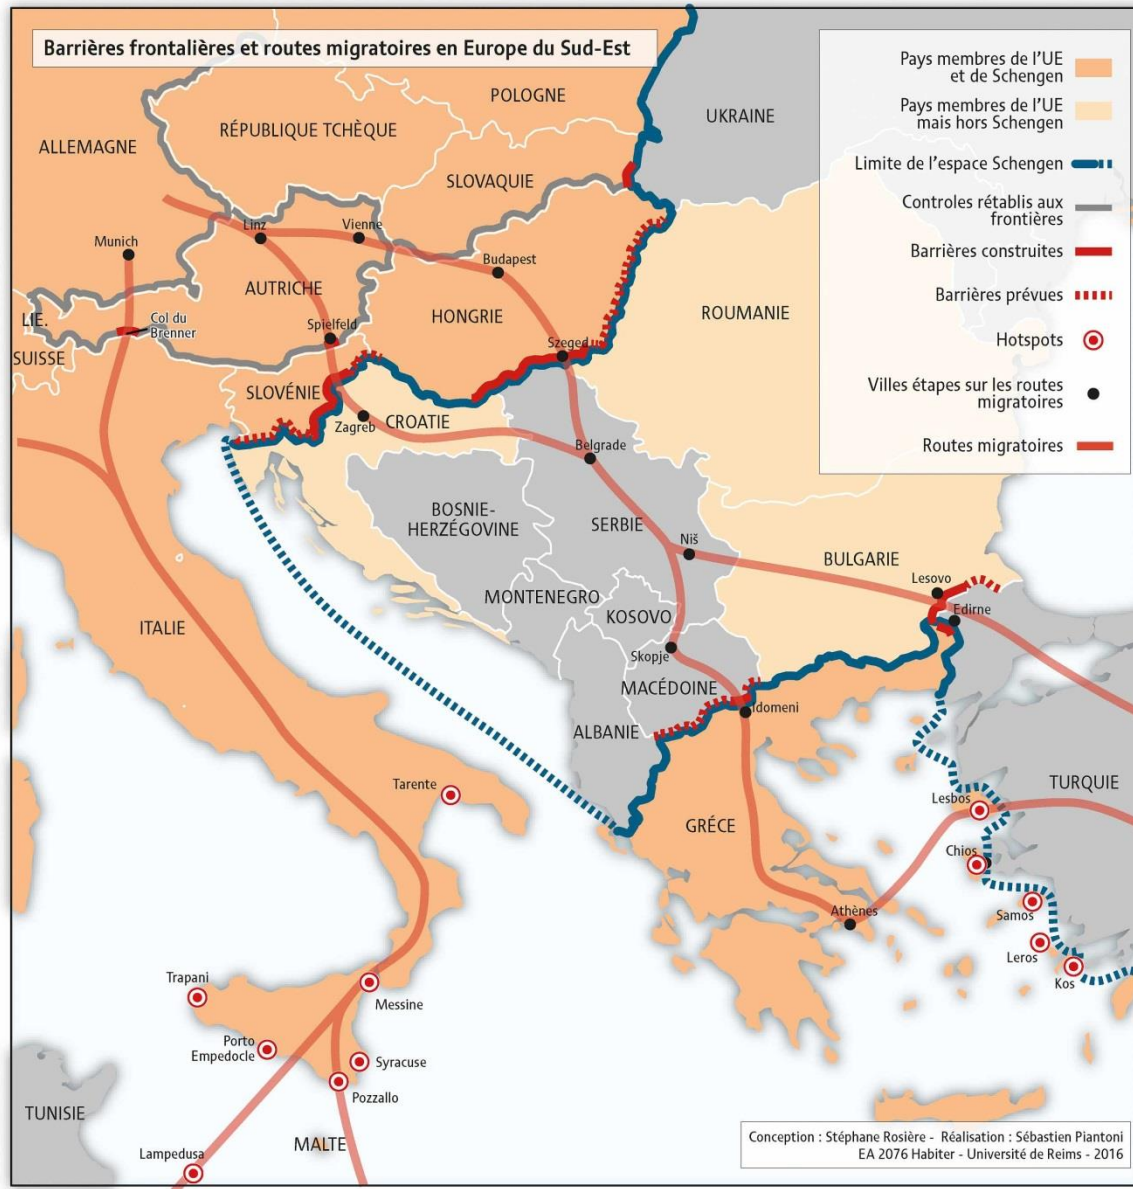 Barrières frontalières et routes migratoires en Europe du Sud-Est
Pays membres de l'UE
et de Schengen
Pays membres de l'UE
mais hors Schengen
Limite de l'espace Schengen
Controles rétablis aux
frontières
Barrières construites
Barrières prévues
Hotspots
Villes étapes sur les routes
migratoires
Routes migratoires
POLOGNE
UKRAINE
RÉPUBLIQUE TCHÈQUE
ALLEMAGNE
SLOVAQUIE
Linz
Vienne
Munich
Budapest
AUTRICHE
HONGRIE
ROUMANIE
LIE.
Col du
Brenner
Spielfeld
SUISSE
Szeged
SLOVÉNIE
Zagreb
CROATIE
Belgrade
BOSNIE-
HERZÉGOVINE
SERBIE
Niš
BULGARIE
Lesovo
Edirne
MONTENEGRO
KOSOVO
ITALIE
Skopje
MACÉDOINE
Idomeni
ALBANIE
TURQUIE
Tarente
Lesbos
GRÉCE
Chios
Athènes
Samos
Leros
Kos
Trapani
Messine
Porto
Empedocle
Syracuse
Pozzallo
TUNISIE
MALTE
Lampedusa
Conception : Stéphane Rosière - Réalisation : Sébastien Piantoni
EA 2076 Habiter - Université de Reims - 2016